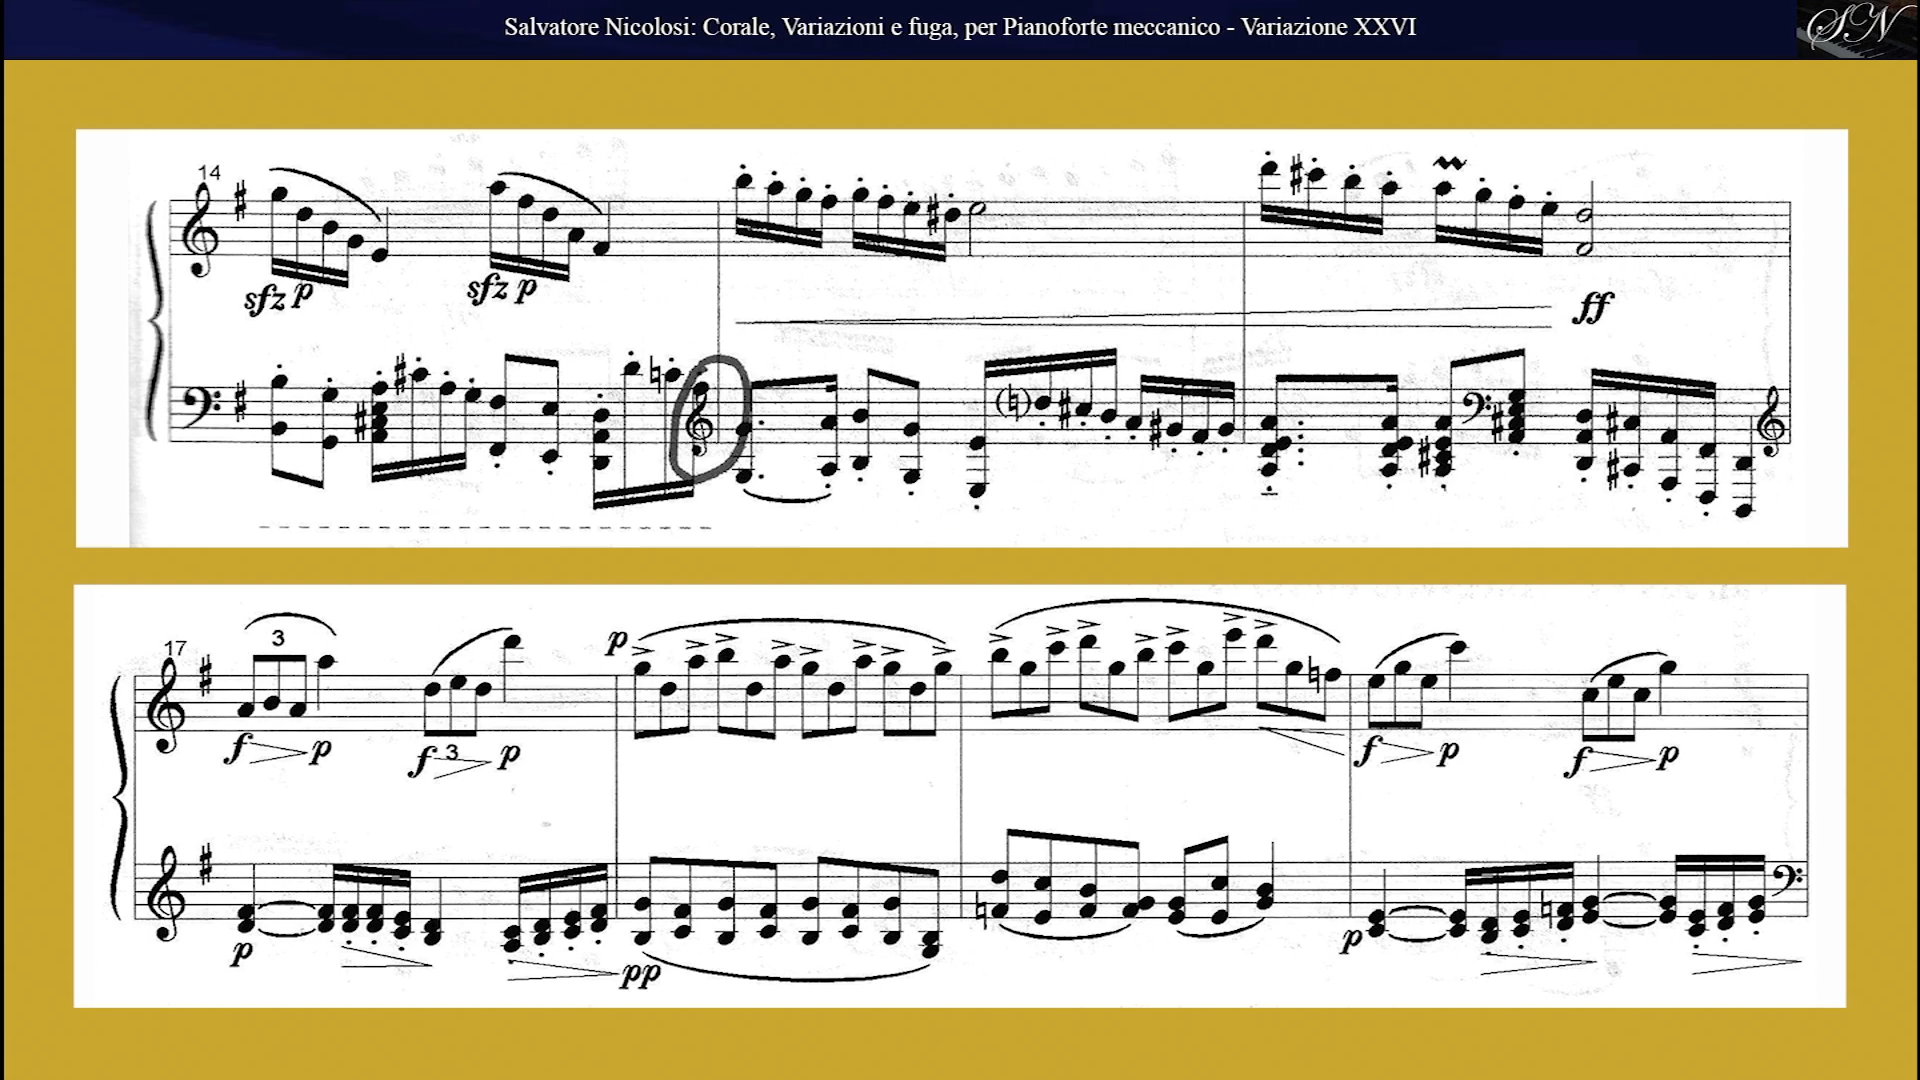 Salvatore Nicolosi: Corale, Variazioni e fuga, per Pianoforte meccanico - Variazione XXVI
SN
14
sfz p sfz p
ff
17
3 p
f p f 3 p f p f p
p pp p